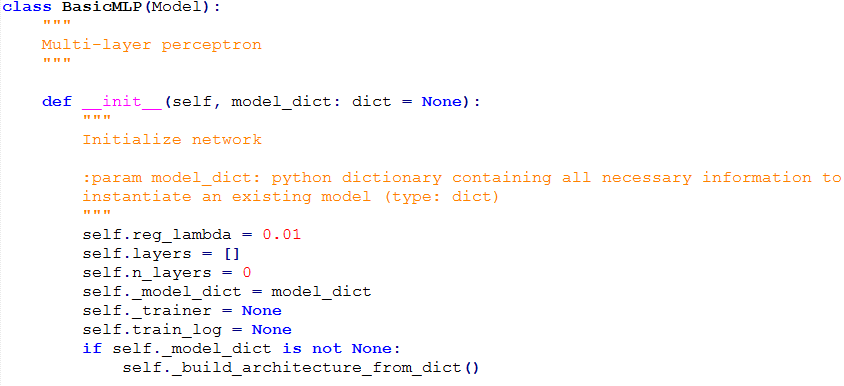 class BasicMLP(Model):
    """
    Multi-layer perceptron
    """
    def __init__(self, model_dict: dict = None):
        """
        Initialize network
        :param model_dict: python dictionary containing all necessary information to
        instantiate an existing model (type: dict)
        """
        self.reg_lambda = 0.01
        self.layers = []
        self.n_layers = 0
        self._model_dict = model_dict
        self._trainer = None
        self.train_log = None
        if self._model_dict is not None:
            self._build_architecture_from_dict()